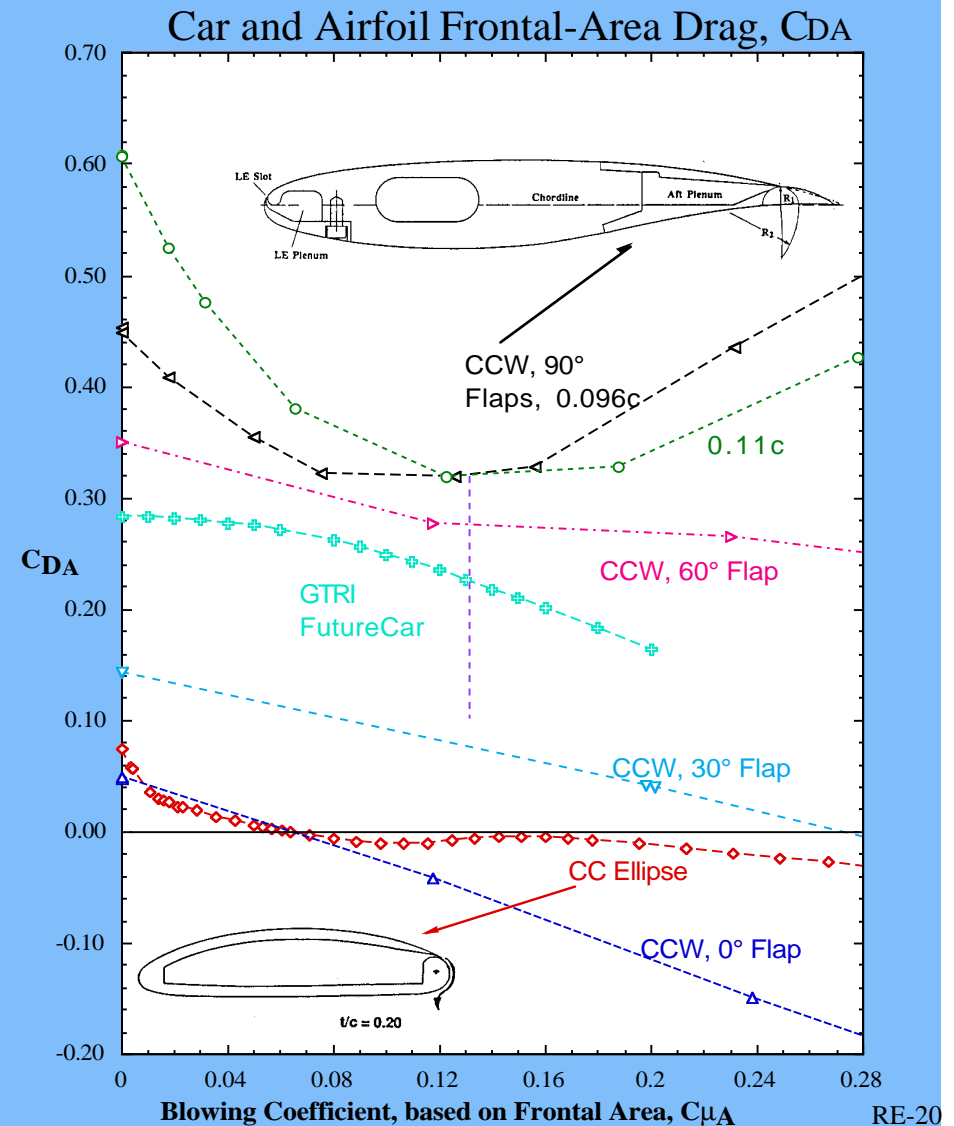 Car and Airfoil Frontal-Area Drag, CDA
0.70
0.60
0.50
0.40
0.30
0.20
0.10
0.00
-0.10
-0.20
CDA
LE Slot
LE Plenum
Chordline
Aft Plenum
R1
R2
CCW, 90°
Flaps, 0.096c
0.11c
CCW, 60° Flap
GTRI
FutureCar
CCW, 30° Flap
CC Ellipse
CCW, 0° Flap
t/c = 0.20
0 0.04 0.08 0.12 0.16 0.2 0.24 0.28
Blowing Coefficient, based on Frontal Area, CμA
RE-20